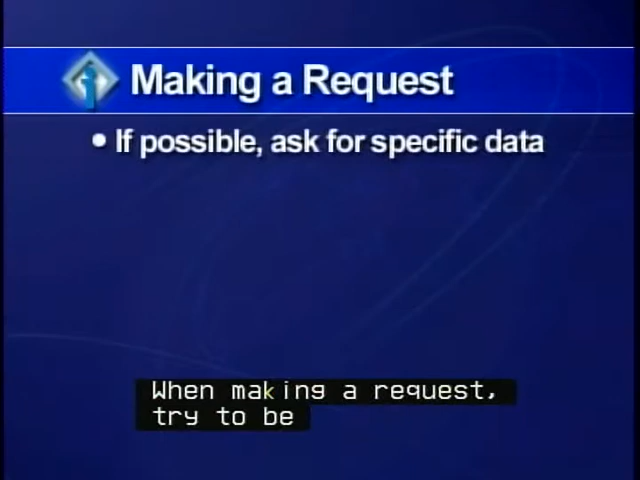 Making a Request
• If possible, ask for specific data
When making a request,
try to be